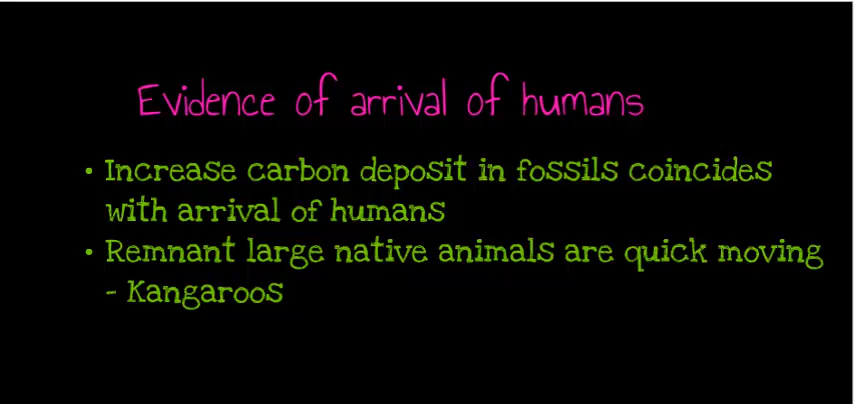 Evidence of arrival of humans
• Increase carbon deposit in fossils coincides
with arrival of humans
• Remnant large native animals are quick moving
- Kangaroos